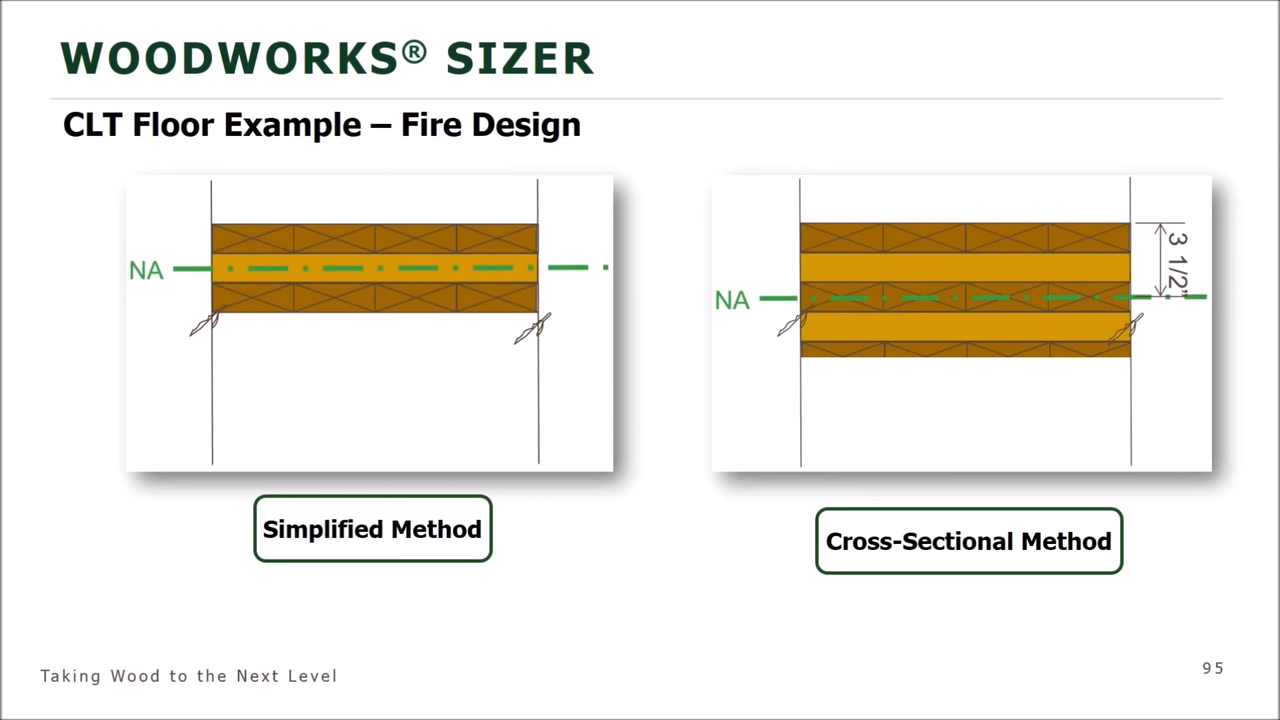 WOODWORKS® SIZER
CLT Floor Example – Fire Design
NA
NA
3 1/2"
Simplified Method
Cross-Sectional Method
Taking Wood to the Next Level
95